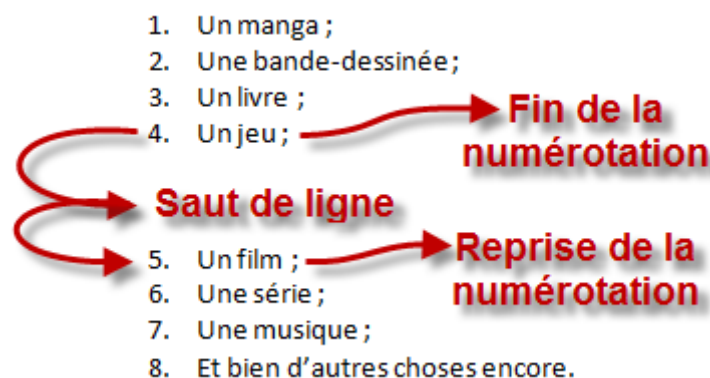 1. Un manga ;
2. Une bande-dessinée ;
3. Un livre ;
4. Un jeu ;
Fin de la
numérotation
Saut de ligne
5. Un film ;
Reprise de la
numérotation
6. Une série ;
7. Une musique ;
8. Et bien d'autres choses encore.